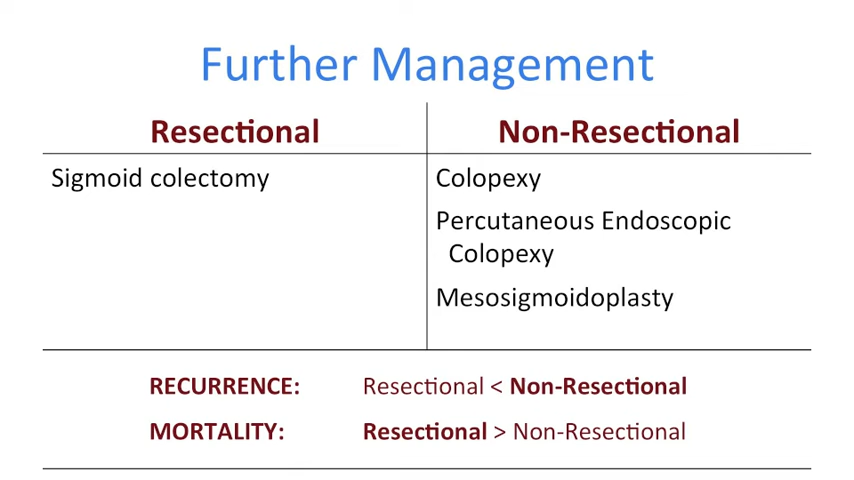 Further Management
Resectional
Non-Resectional
Sigmoid colectomy
Colopexy
Percutaneous Endoscopic
Colopexy
Mesosigmoidoplasty
RECURRENCE: Resectional < Non-Resectional
MORTALITY: Resectional > Non-Resectional